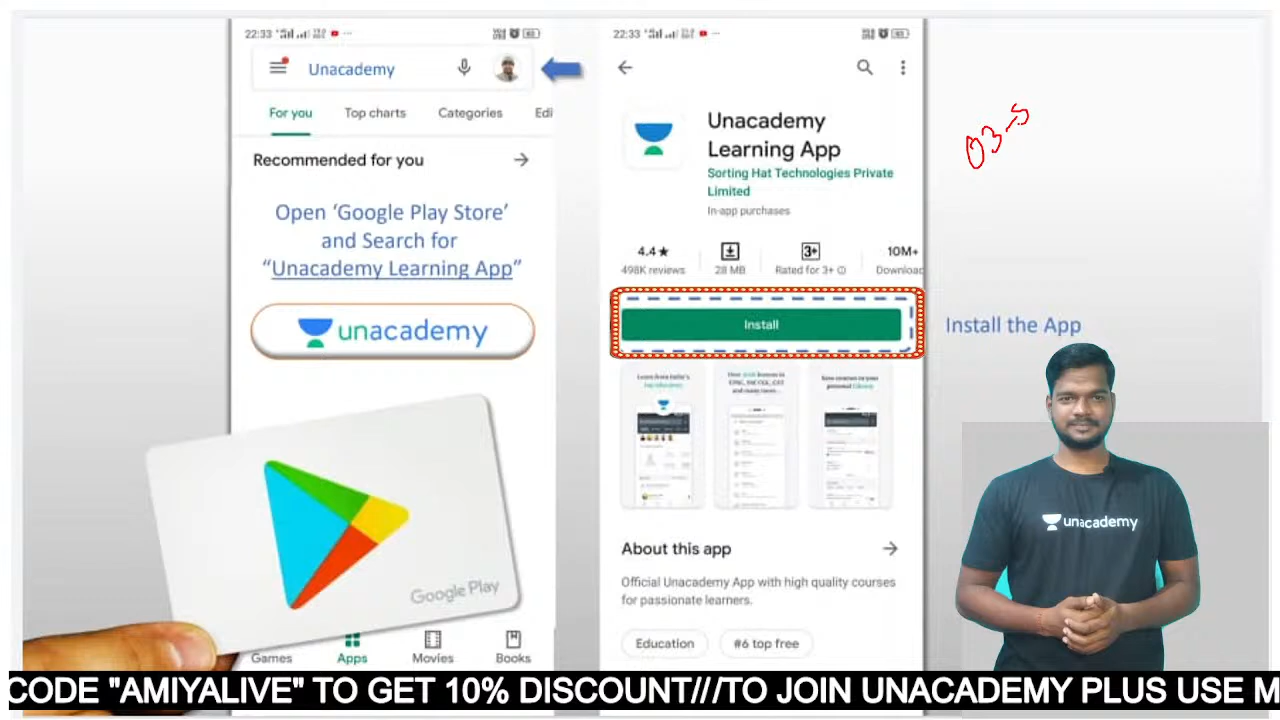 22:33
Unacademy
For you Top charts Categories Edi
Recommended for you
Open ‘Google Play Store’
and Search for
“Unacademy Learning App”
unacademy
Google Play
Games Apps Movies Books
22:33
Unacademy
Learning App
Sorting Hat Technologies Private
Limited
In-app purchases
4.4★ 3+ 10M+
498K reviews 28 MB Rated for 3+ Downloac
Install
About this app
Official Unacademy App with high quality courses
for passionate learners.
Education #6 top free
03-5
Install the App
unacademy
CODE "AMIYALIVE" TO GET 10% DISCOUNT///TO JOIN UNACADEMY PLUS USE M